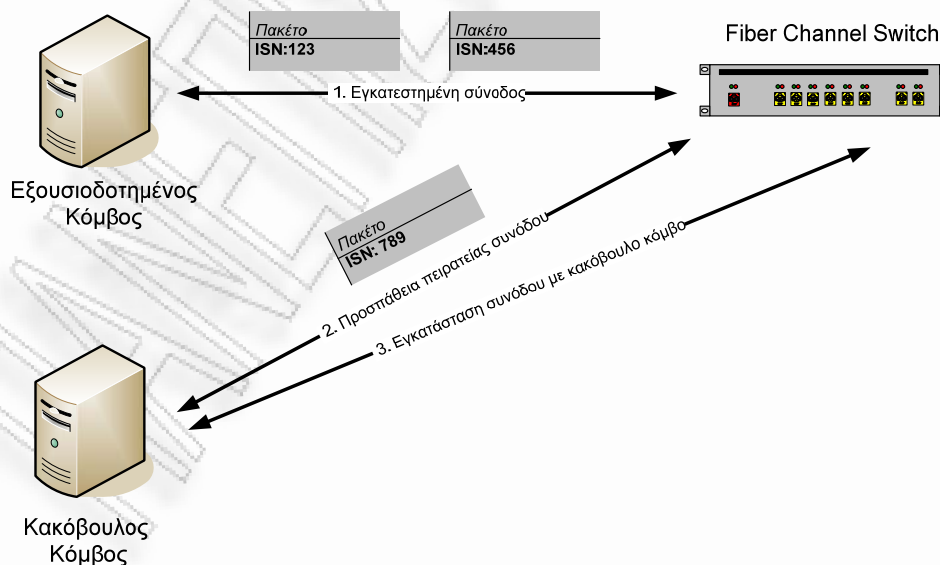 Πακέτο
ISN:123
Πακέτο
ISN:456
Fiber Channel Switch
1. Εγκατεστημένη σύνοδος
Εξουσιοδοτημένος
Κόμβος
Πακέτο
ISN: 789
2. Προσπάθεια πειρατείας συνόδου
3. Εγκατάσταση συνόδου με κακόβουλο κόμβο
Κακόβουλος
Κόμβος